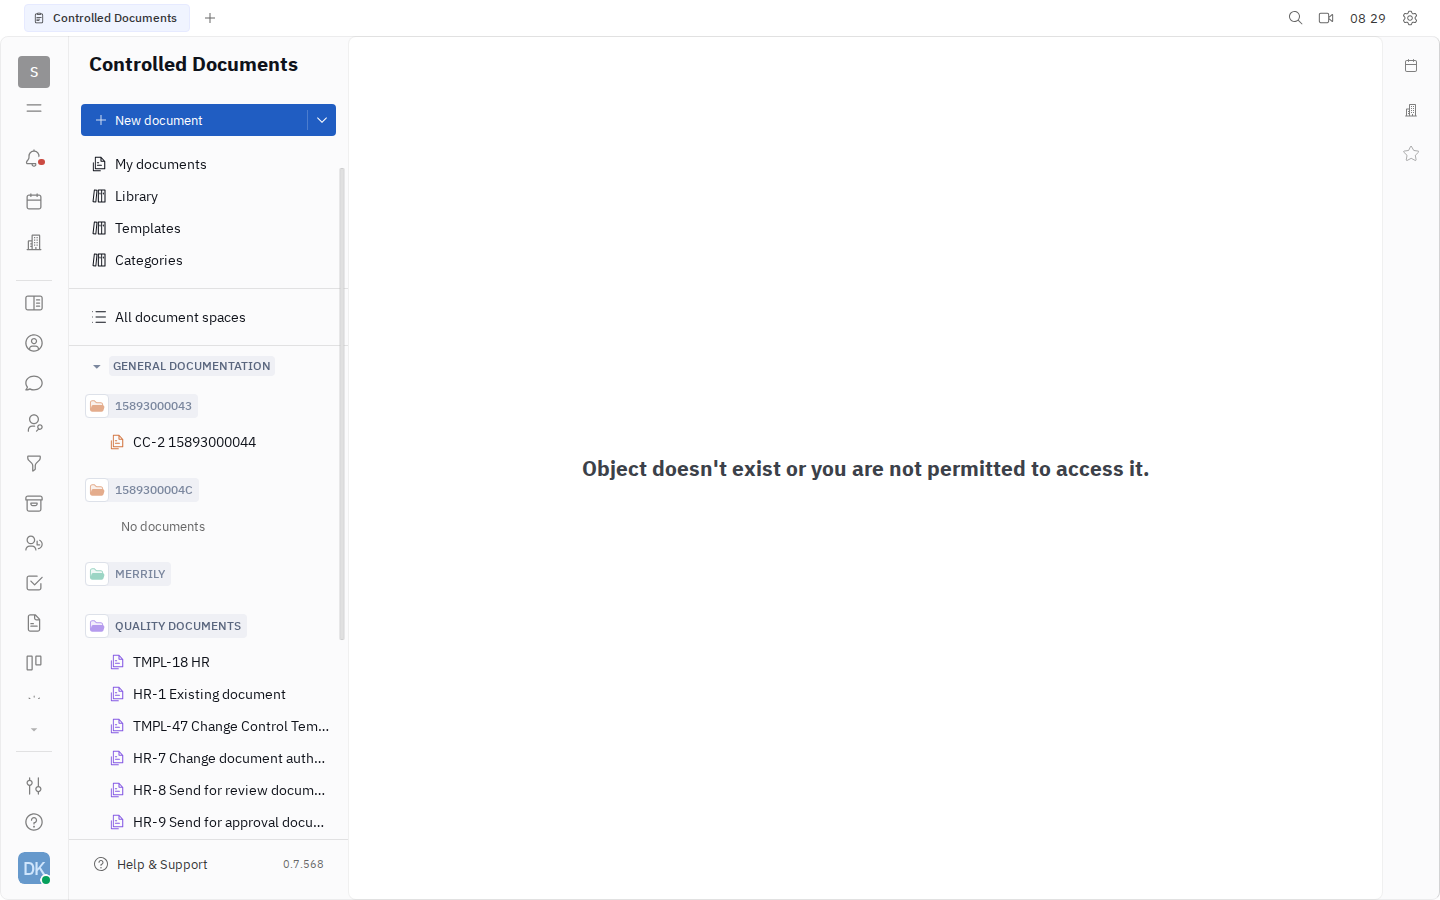 Controlled Documents
08 29
S
Controlled Documents
New document
My documents
Library
Templates
Categories
All document spaces
GENERAL DOCUMENTATION
15893000043
CC-2 15893000044
1589300004C
No documents
MERRILY
QUALITY DOCUMENTS
TMPL-18 HR
HR-1 Existing document
TMPL-47 Change Control Tem...
HR-7 Change document auth...
HR-8 Send for review docum...
HR-9 Send for approval docu...
Help & Support
0.7.568
DK
Object doesn't exist or you are not permitted to access it.